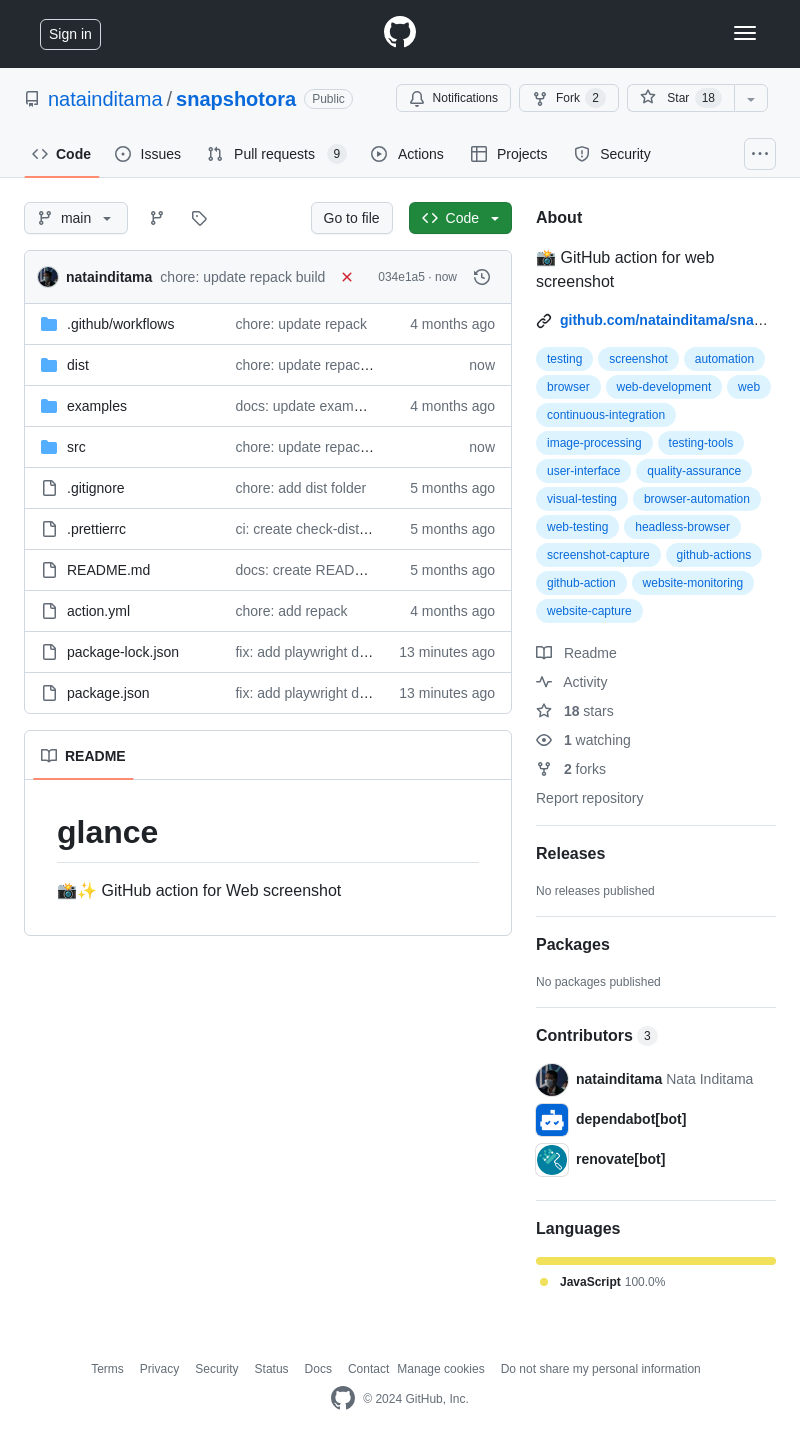 Sign in
natainditama / snapshotora Public
Notifications
Fork 2
Star 18
Code
Issues
Pull requests 9
Actions
Projects
Security
main
Go to file
Code
natainditama chore: update repack build 034e1a5 · now
.github/workflows chore: update repack 4 months ago
dist chore: update repac… now
examples docs: update exam… 4 months ago
src chore: update repac… now
.gitignore chore: add dist folder 5 months ago
.prettierrc ci: create check-dist… 5 months ago
README.md docs: create READ… 5 months ago
action.yml chore: add repack 4 months ago
package-lock.json fix: add playwright d… 13 minutes ago
package.json fix: add playwright d… 13 minutes ago
README
glance
📸✨ GitHub action for Web screenshot
About
📸 GitHub action for web
screenshot
github.com/natainditama/sna…
testing screenshot automation
browser web-development web
continuous-integration
image-processing testing-tools
user-interface quality-assurance
visual-testing browser-automation
web-testing headless-browser
screenshot-capture github-actions
github-action website-monitoring
website-capture
Readme
Activity
18 stars
1 watching
2 forks
Report repository
Releases
No releases published
Packages
No packages published
Contributors 3
natainditama Nata Inditama
dependabot[bot]
renovate[bot]
Languages
JavaScript 100.0%
Terms Privacy Security Status Docs Contact Manage cookies Do not share my personal information
© 2024 GitHub, Inc.